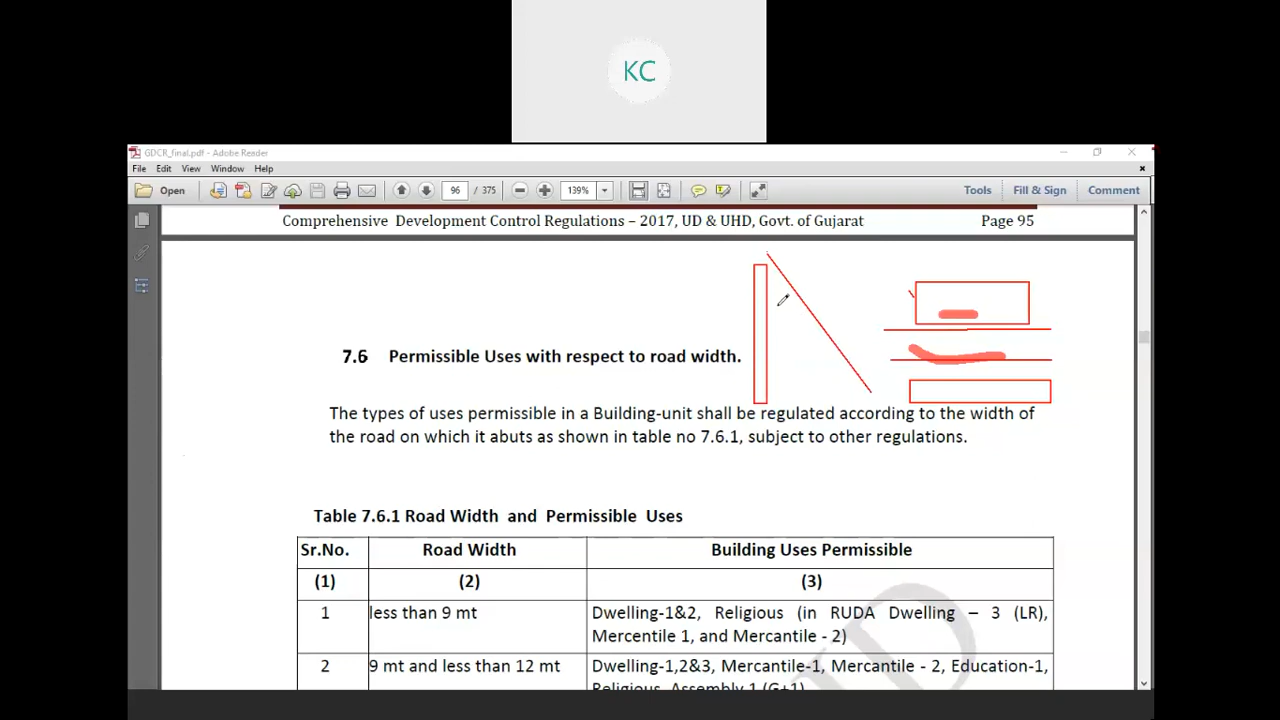 KC
GDCR_final.pdf - Adobe Reader
File Edit View Window Help
Open 96 / 375 139% Tools Fill & Sign Comment
Comprehensive Development Control Regulations – 2017, UD & UHD, Govt. of Gujarat Page 95
7.6 Permissible Uses with respect to road width.
The types of uses permissible in a Building-unit shall be regulated according to the width of
the road on which it abuts as shown in table no 7.6.1, subject to other regulations.
Table 7.6.1 Road Width and Permissible Uses
Sr.No. Road Width Building Uses Permissible
(1) (2) (3)
1 less than 9 mt Dwelling-1&2, Religious (in RUDA Dwelling – 3 (LR),
Mercentile 1, and Mercantile - 2)
2 9 mt and less than 12 mt Dwelling-1,2&3, Mercantile-1, Mercantile - 2, Education-1,
Religious, Assembly 1 (G+1)